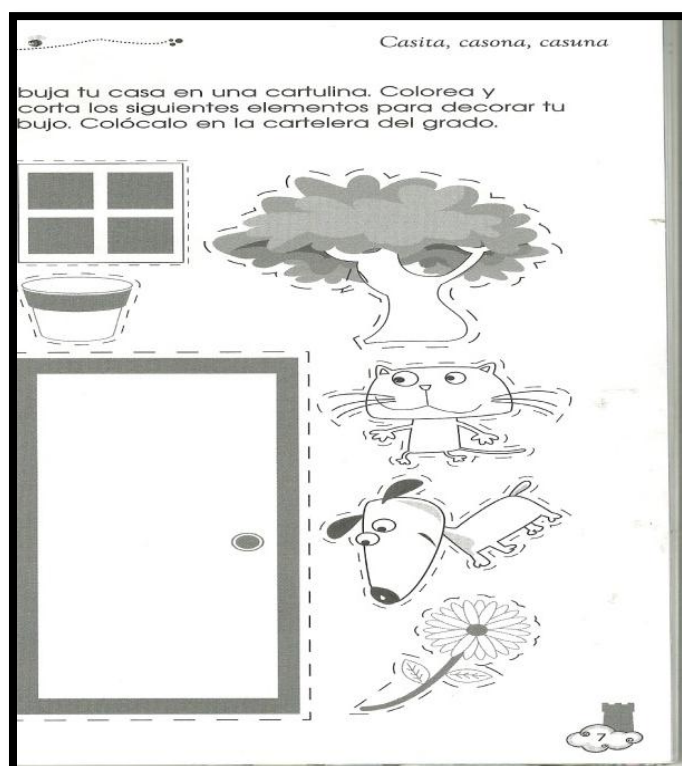 Casita, casona, casuna
buja tu casa en una cartulina. Colorea y
corta los siguientes elementos para decorar tu
bujo. Colócalo en la cartelera del grado.
7